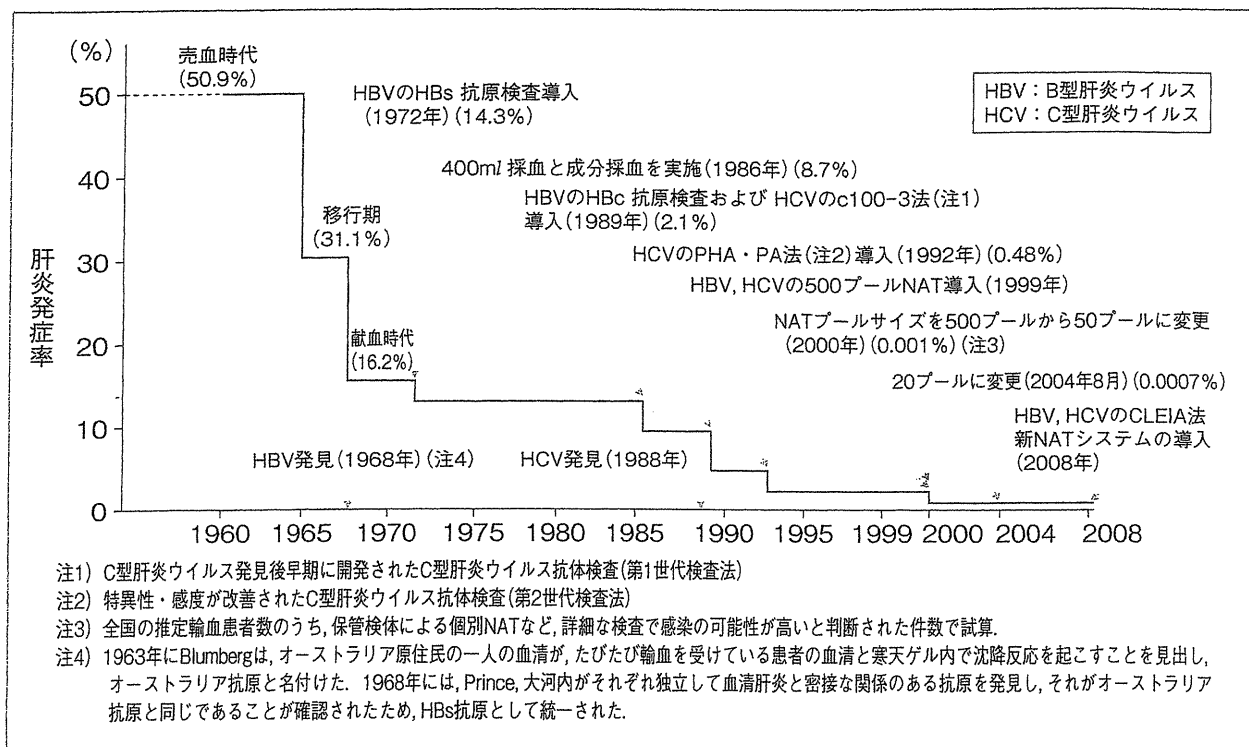 (%)
売血時代
(50.9%)
HBVのHBs 抗原検査導入
(1972年)(14.3%)
HBV：B型肝炎ウイルス
HCV：C型肝炎ウイルス
400ml 採血と成分採血を実施(1986年)(8.7%)
HBVのHBc 抗原検査および HCVのc100-3法(注1)
導入(1989年)(2.1%)
移行期
(31.1%)
HCVのPHA・PA法(注2)導入(1992年)(0.48%)
HBV, HCVの500プールNAT導入(1999年)
NATプールサイズを500プールから50プールに変更
(2000年)(0.001%)(注3)
献血時代
(16.2%)
20プールに変更(2004年8月)(0.0007%)
HBV, HCVのCLEIA法
新NATシステムの導入
(2008年)
HBV発見(1968年)(注4)
HCV発見(1988年)
肝炎発症率
50
40
30
20
10
0
1960 1965 1970 1975 1980 1985 1990 1995 1999 2000 2004 2008
注1) C型肝炎ウイルス発見後早期に開発されたC型肝炎ウイルス抗体検査(第1世代検査法)
注2) 特異性・感度が改善されたC型肝炎ウイルス抗体検査(第2世代検査法)
注3) 全国の推定輸血患者数のうち, 保管検体による個別NATなど, 詳細な検査で感染の可能性が高いと判断された件数で試算.
注4) 1963年にBlumbergは, オーストラリア原住民の一人の血清が, たびたび輸血を受けている患者の血清と寒天ゲル内で沈降反応を起こすことを見出し,
オーストラリア抗原と名付けた. 1968年には, Prince, 大河内がそれぞれ独立して血清肝炎と密接な関係のある抗原を発見し, それがオーストラリア
抗原と同じであることが確認されたため, HBs抗原として統一された.